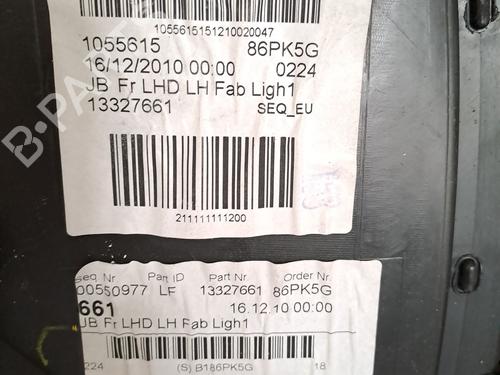 1055615151210020047
1055615 86PK5G
16/12/2010 00:00 0224
JB Fr LHD LH Fab Ligh1
13327661 SEQ_EU
211111111200
Seq Nr Part ID Part Nr. Order Nr.
00550977 LF 13327661 86PK5G
661 16.12.10 00:00
JB Fr LHD LH Fab Ligh1
224 (S) B186PK5G 18
B-PARTS